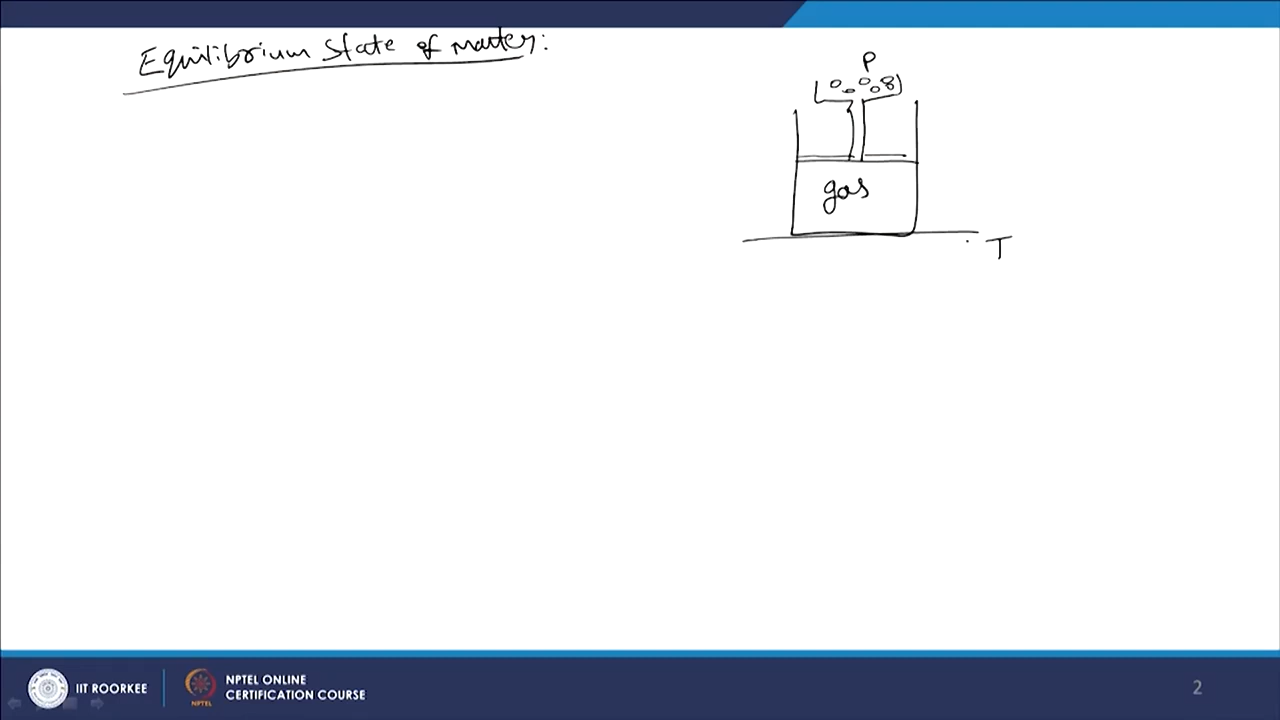 Equilibrium State of matter:
P
gas
T
IIT ROORKEE
NPTEL ONLINE
CERTIFICATION COURSE
2